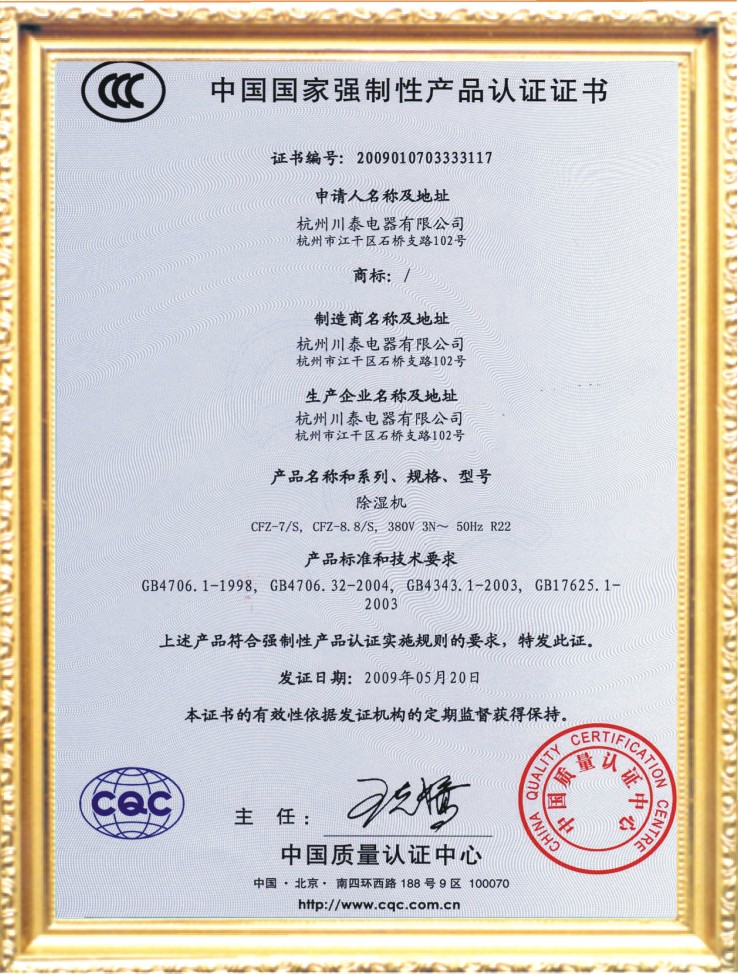 CCC
中国国家强制性产品认证证书
证书编号: 2009010703333117
申请人名称及地址
杭州川泰电器有限公司
杭州市江干区石桥支路102号
商标: /
制造商名称及地址
杭州川泰电器有限公司
杭州市江干区石桥支路102号
生产企业名称及地址
杭州川泰电器有限公司
杭州市江干区石桥支路102号
产品名称和系列、规格、型号
除湿机
CFZ-7/S, CFZ-8.8/S, 380V 3N～ 50Hz R22
产品标准和技术要求
GB4706.1-1998, GB4706.32-2004, GB4343.1-2003, GB17625.1-
2003
上述产品符合强制性产品认证实施规则的要求，特发此证。
发证日期: 2009年05月20日
本证书的有效性依据发证机构的定期监督获得保持。
CQC
主 任：
CHINA QUALITY CERTIFICATION CENTRE
中国质量认证中心
中国质量认证中心
中国·北京·南四环西路 188 号 9 区 100070
http://www.cqc.com.cn